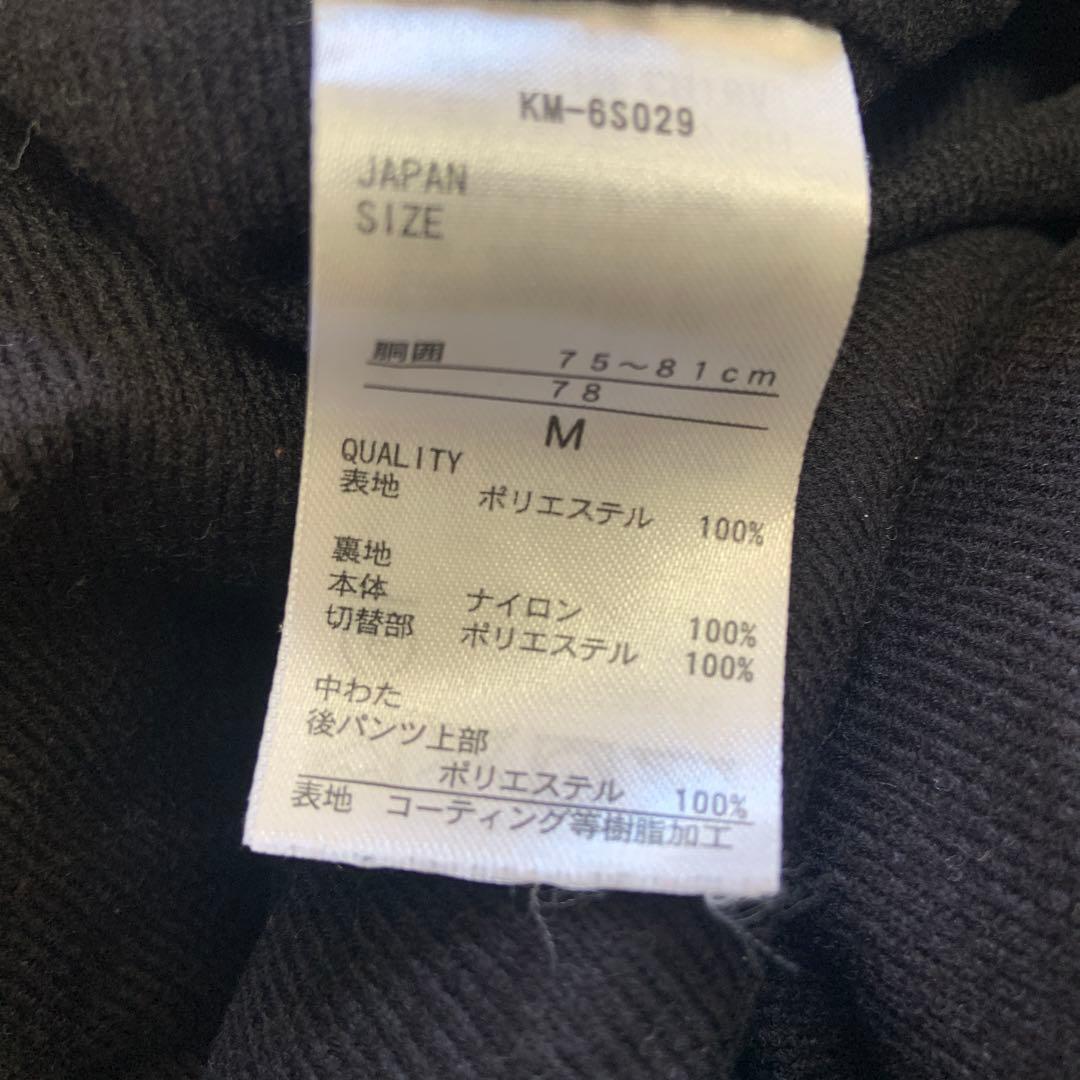 KM-6S029
JAPAN
SIZE
胴囲 75～81cm
78
M
QUALITY
表地 ポリエステル 100%
裏地
本体 ナイロン 100%
切替部 ポリエステル 100%
中わた
後パンツ上部
ポリエステル 100%
表地 コーティング等樹脂加工